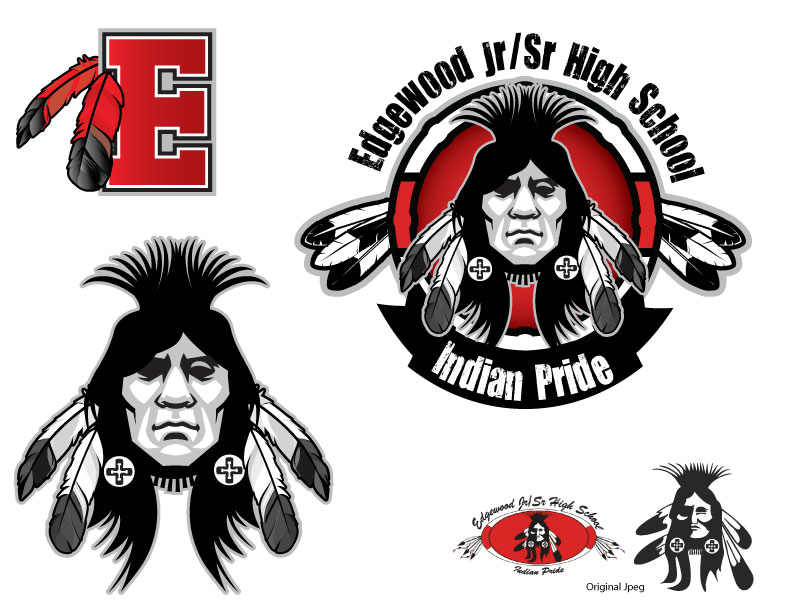 E
EdgeWood Jr/Sr High School
Indian Pride
Edgewood Jr/Sr High School
Indian Pride
Original Jpeg